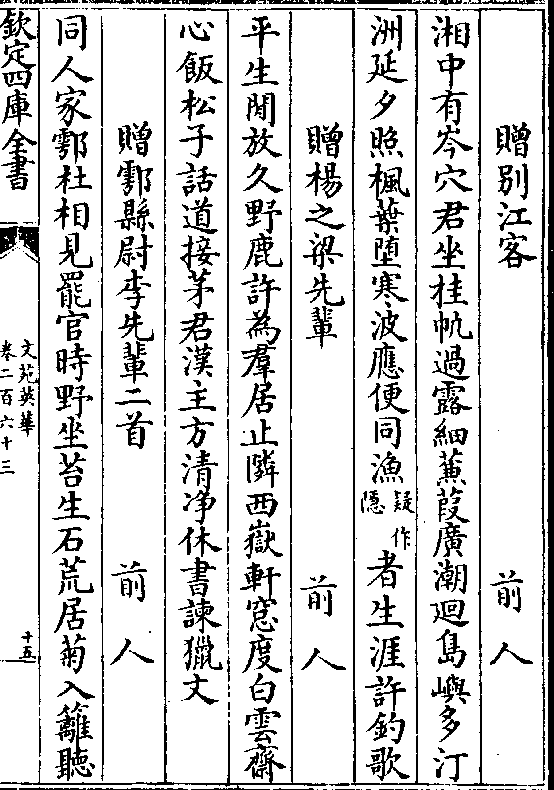 贈別江客　　　　　前人
湘中有岑穴君坐桂帆過露細蒹葭廣潮迴島嶼多汀
洲延夕照楓葉墮寒波應便同漁疑作隱者生涯許釣歌
贈楊之梁先輩　　　　　前人
平生閒放久野鹿許為羣居止隣西嶽軒窓度白雲齋
心飯松子話道接茅君漢主方清净休書諫獵文
贈鄠縣尉李先輩二首　　　　　前人
同人家鄠杜相見罷官時野坐苔生石荒居菊入籬聽
欽定四庫全書
文苑英華
卷二百六十三
十五